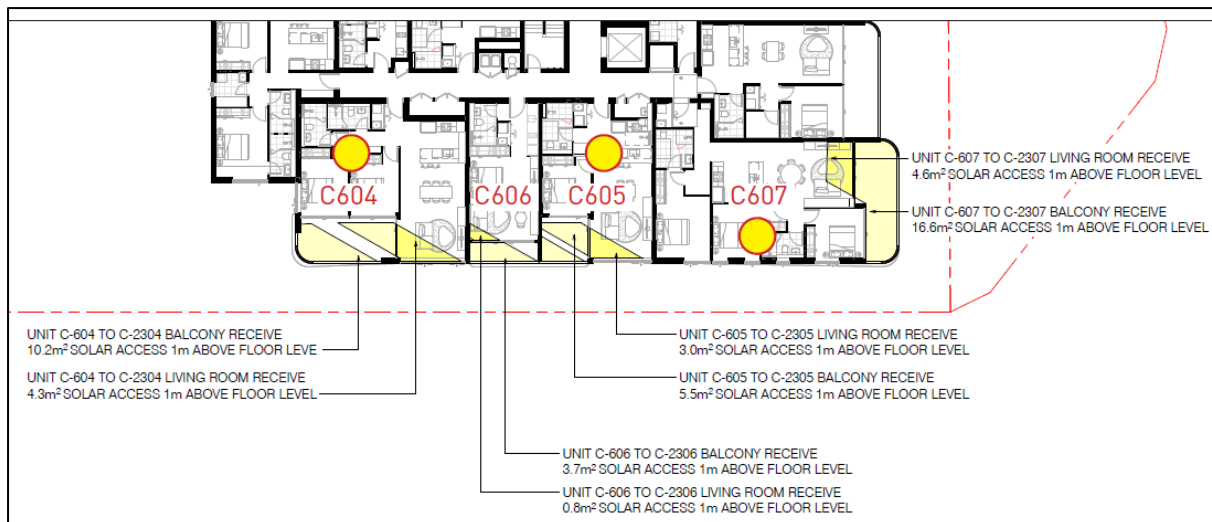 C604
C606
C605
C607
UNIT C-607 TO C-2307 LIVING ROOM RECEIVE
4.6m² SOLAR ACCESS 1m ABOVE FLOOR LEVEL
UNIT C-607 TO C-2307 BALCONY RECEIVE
16.6m² SOLAR ACCESS 1m ABOVE FLOOR LEVEL
UNIT C-604 TO C-2304 BALCONY RECEIVE
10.2m² SOLAR ACCESS 1m ABOVE FLOOR LEVE
UNIT C-604 TO C-2304 LIVING ROOM RECEIVE
4.3m² SOLAR ACCESS 1m ABOVE FLOOR LEVEL
UNIT C-605 TO C-2305 LIVING ROOM RECEIVE
3.0m² SOLAR ACCESS 1m ABOVE FLOOR LEVEL
UNIT C-605 TO C-2305 BALCONY RECEIVE
5.5m² SOLAR ACCESS 1m ABOVE FLOOR LEVEL
UNIT C-606 TO C-2306 BALCONY RECEIVE
3.7m² SOLAR ACCESS 1m ABOVE FLOOR LEVEL
UNIT C-606 TO C-2306 LIVING ROOM RECEIVE
0.8m² SOLAR ACCESS 1m ABOVE FLOOR LEVEL